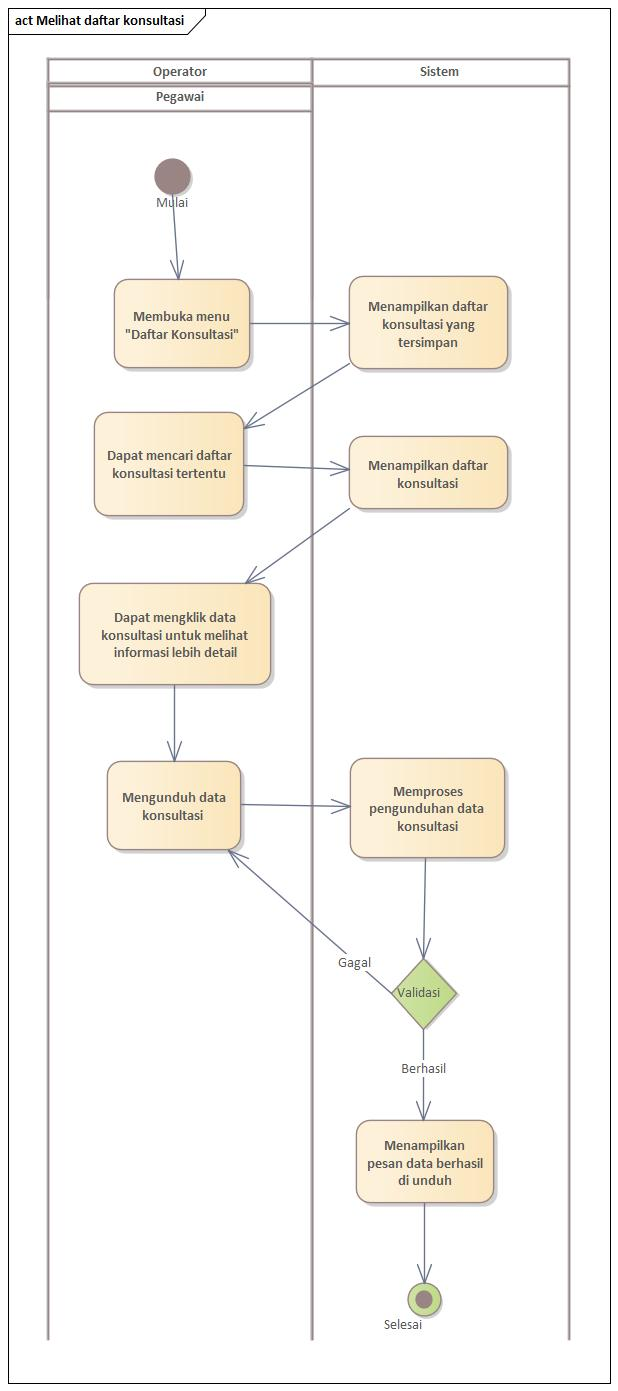 act Melihat daftar konsultasi
Operator
Sistem
Pegawai
Mulai
Membuka menu
"Daftar Konsultasi"
Menampilkan daftar
konsultasi yang
tersimpan
Dapat mencari daftar
konsultasi tertentu
Menampilkan daftar
konsultasi
Dapat mengklik data
konsultasi untuk melihat
informasi lebih detail
Mengunduh data
konsultasi
Memproses
pengunduhan data
konsultasi
Gagal
Validasi
Berhasil
Menampilkan
pesan data berhasil
di unduh
Selesai